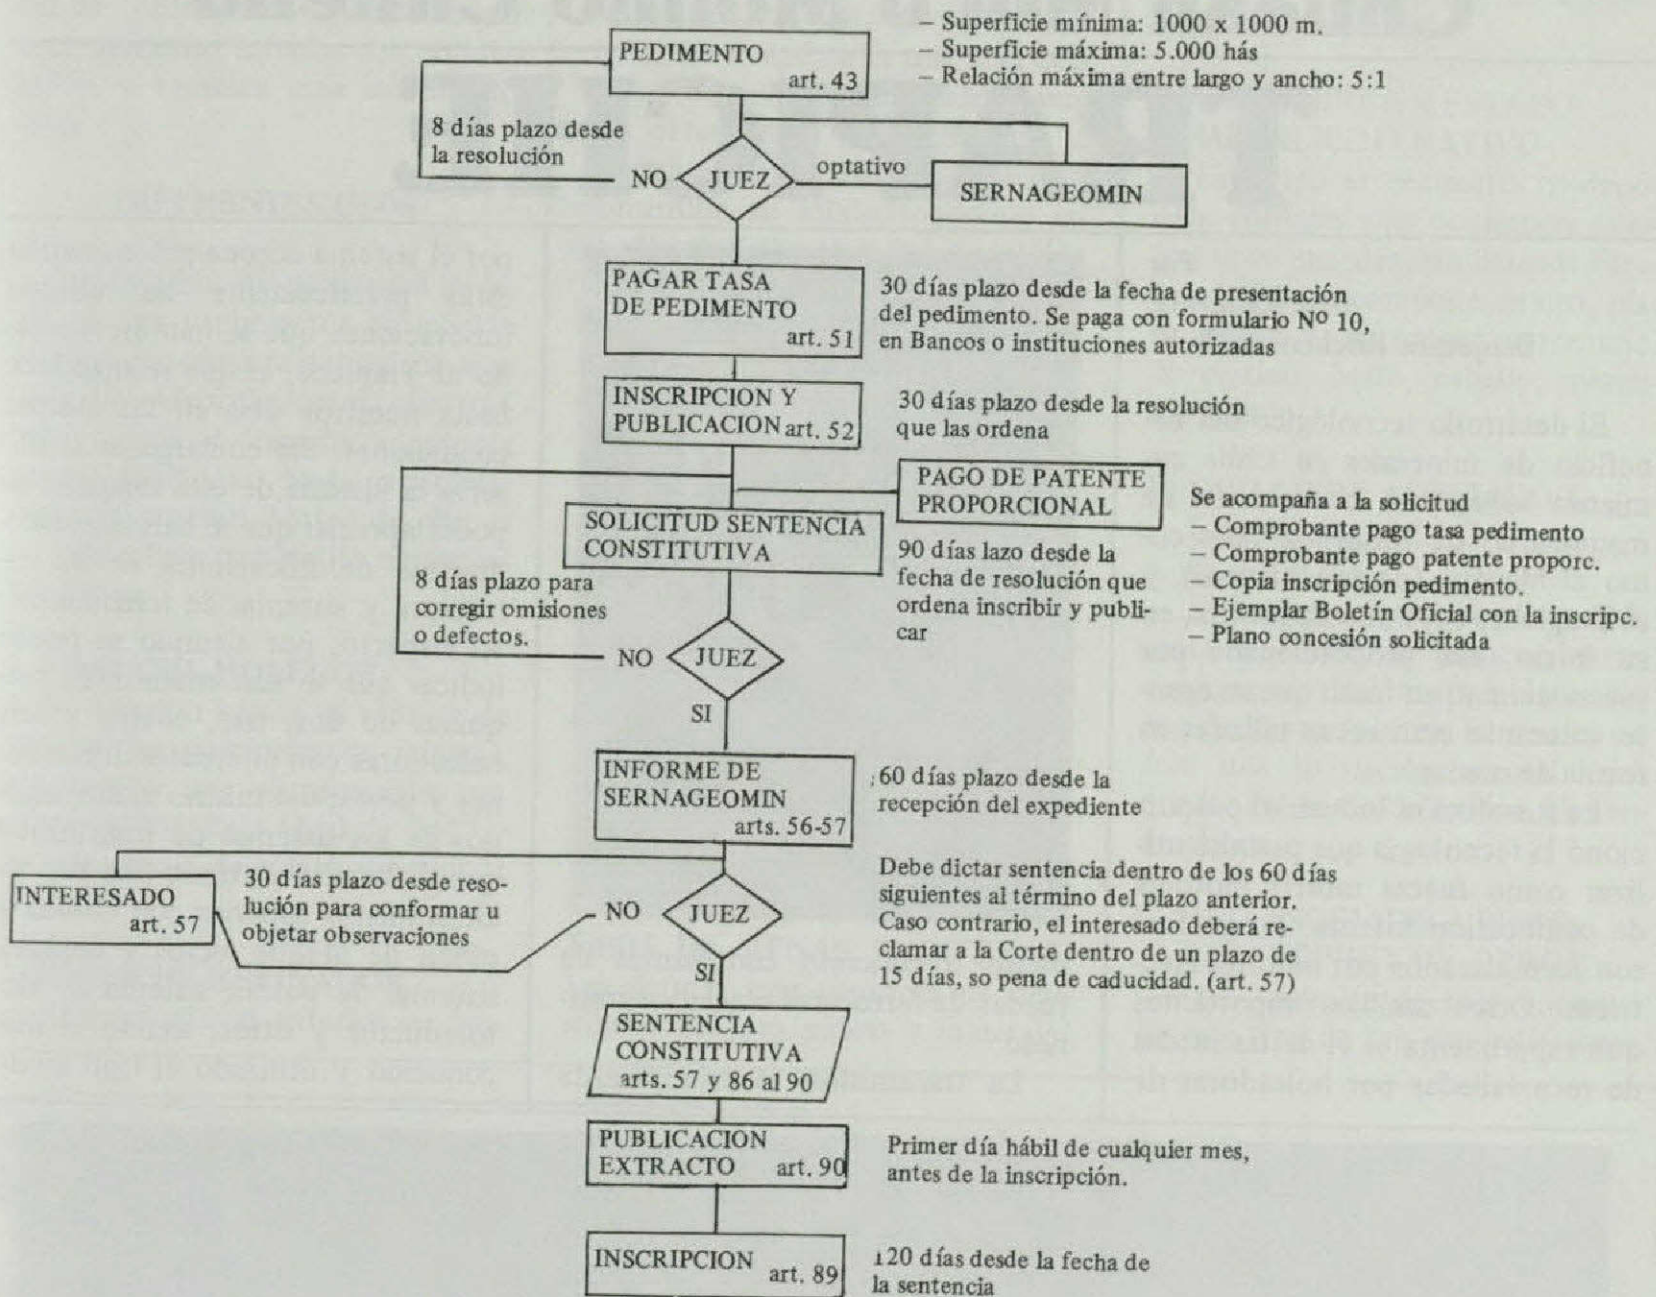 PEDIMENTO
art. 43
— Superficie mínima: 1000 x 1000 m.
— Superficie máxima: 5.000 hás
— Relación máxima entre largo y ancho: 5:1
8 días plazo desde
la resolución
NO
JUEZ
optativo
SERNAGEOMIN
PAGAR TASA
DE PEDIMENTO
art. 51
30 días plazo desde la fecha de presentación
del pedimento. Se paga con formulario Nº 10,
en Bancos o instituciones autorizadas
INSCRIPCION Y
PUBLICACION art. 52
30 días plazo desde la resolución
que las ordena
PAGO DE PATENTE
PROPORCIONAL
SOLICITUD SENTENCIA
CONSTITUTIVA
90 días lazo desde la
fecha de resolución que
ordena inscribir y publi-
car
Se acompaña a la solicitud
— Comprobante pago tasa pedimento
— Comprobante pago patente proporc.
— Copia inscripción pedimento.
— Ejemplar Boletín Oficial con la inscripc.
— Plano concesión solicitada
8 días plazo para
corregir omisiones
o defectos.
NO
JUEZ
SI
INFORME DE
SERNAGEOMIN
arts. 56-57
60 días plazo desde la
recepción del expediente
INTERESADO
art. 57
30 días plazo desde reso-
lución para conformar u
objetar observaciones
NO
JUEZ
SI
Debe dictar sentencia dentro de los 60 días
siguientes al término del plazo anterior.
Caso contrario, el interesado deberá re-
clamar a la Corte dentro de un plazo de
15 días, so pena de caducidad. (art. 57)
SENTENCIA
CONSTITUTIVA
arts. 57 y 86 al 90
PUBLICACION
EXTRACTO art. 90
Primer día hábil de cualquier mes,
antes de la inscripción.
INSCRIPCION
art. 89
120 días desde la fecha de
la sentencia